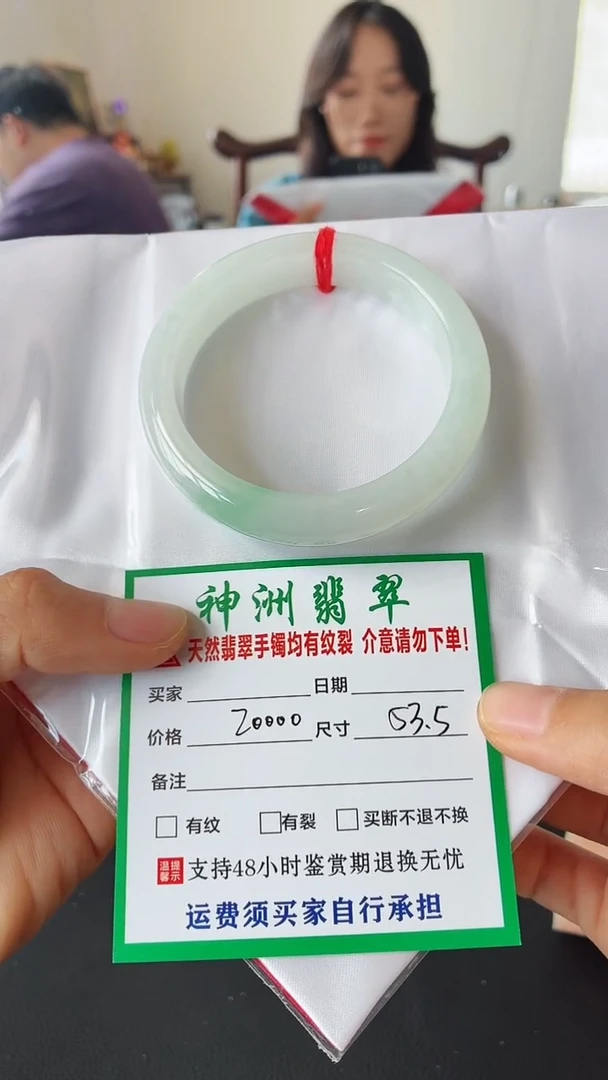 神洲翡翠
天然翡翠手镯均有纹裂 介意请勿下单!
买家 日期
价格 20000 尺寸 53.5
备注
有纹 有裂 买断不退不换
温馨提示 支持48小时鉴赏期退换无忧
运费须买家自行承担